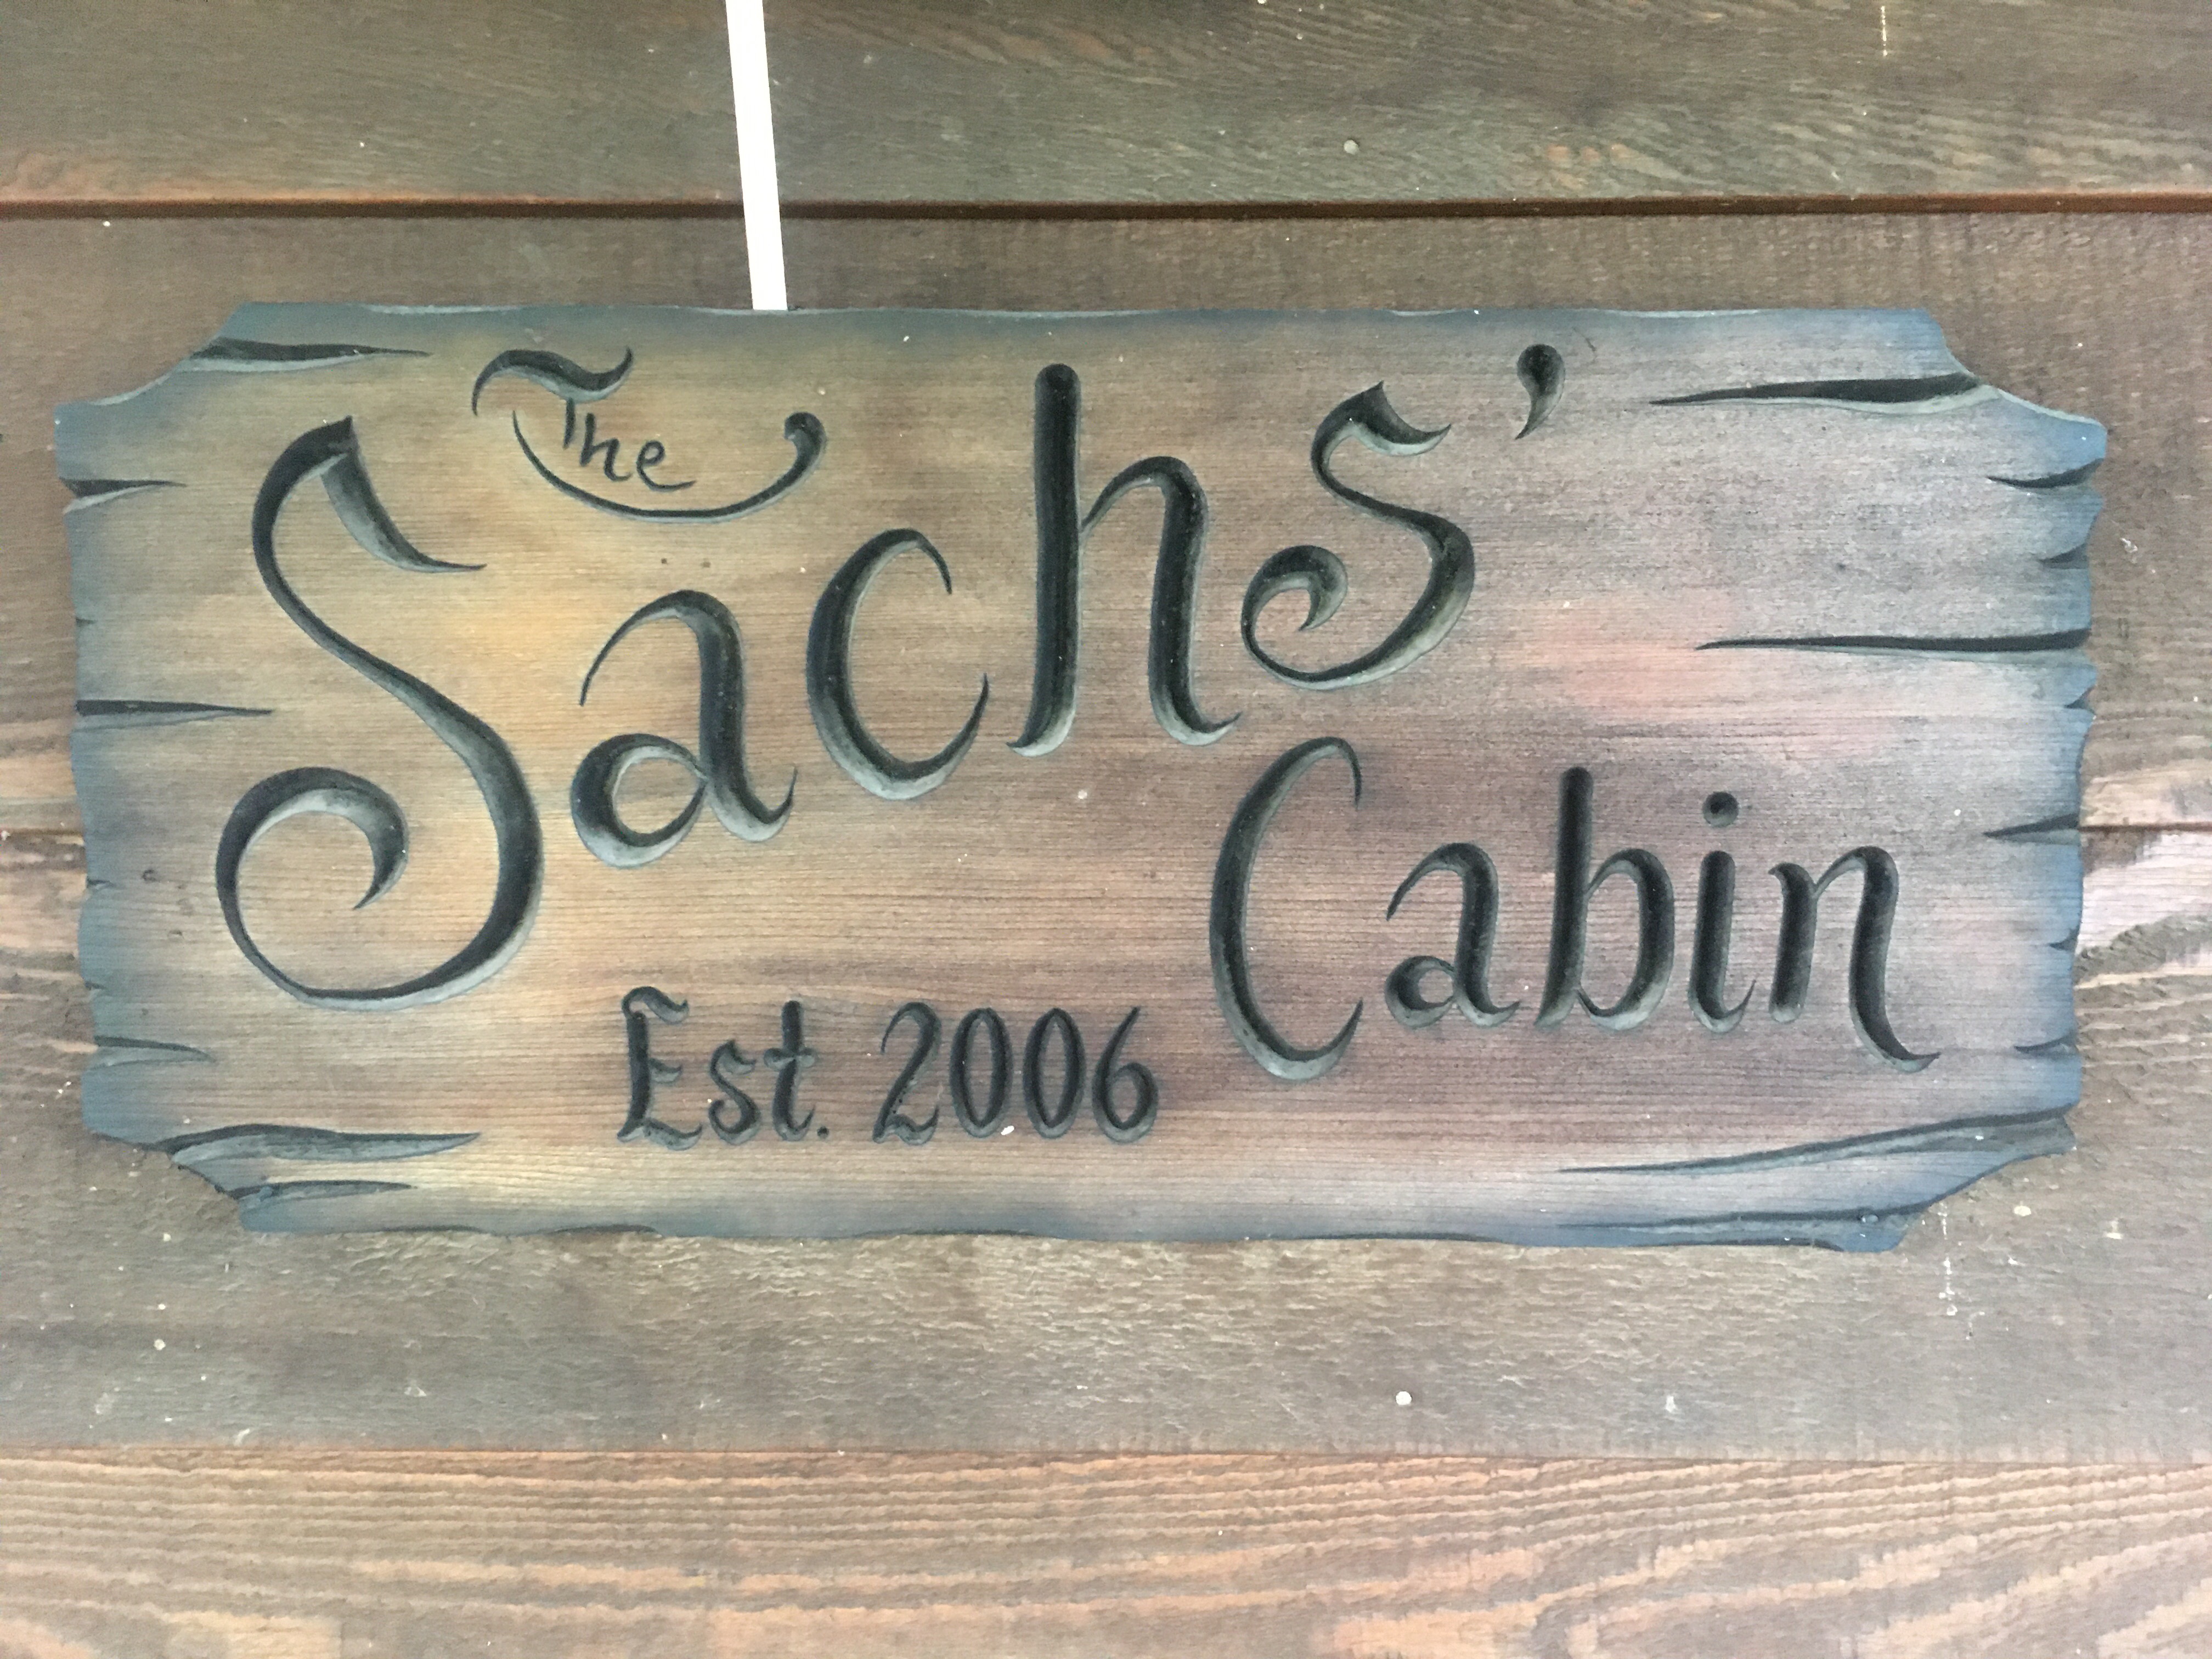 The
Sachs'
Cabin
Est. 2006